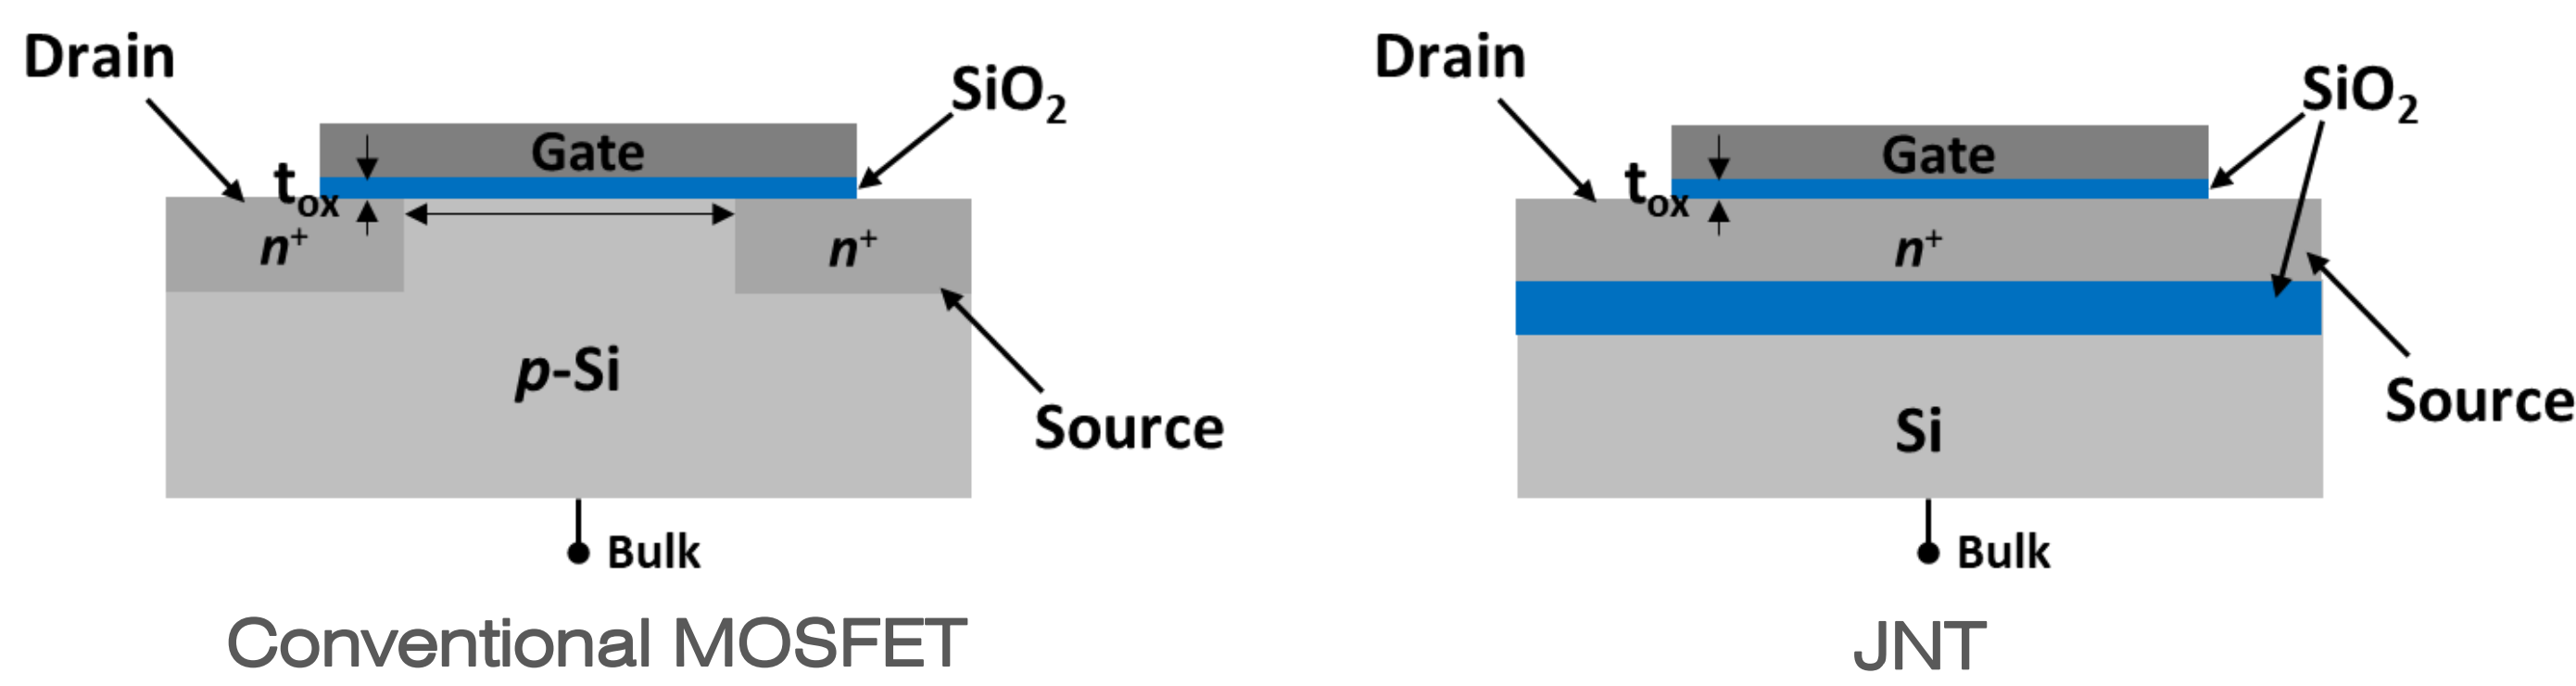 Drain
SiO₂
Gate
tₒₓ
n⁺
n⁺
p-Si
Source
Bulk
Conventional MOSFET
Drain
SiO₂
Gate
tₒₓ
n⁺
Si
Source
Bulk
JNT